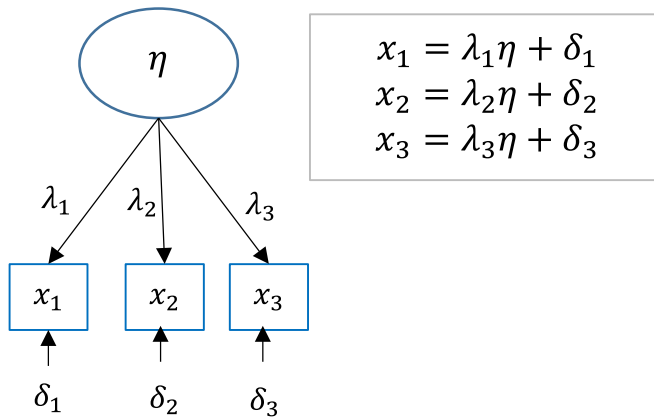 η
x₁ = λ₁η + δ₁
x₂ = λ₂η + δ₂
x₃ = λ₃η + δ₃
λ₁ λ₂ λ₃
x₁ x₂ x₃
δ₁ δ₂ δ₃